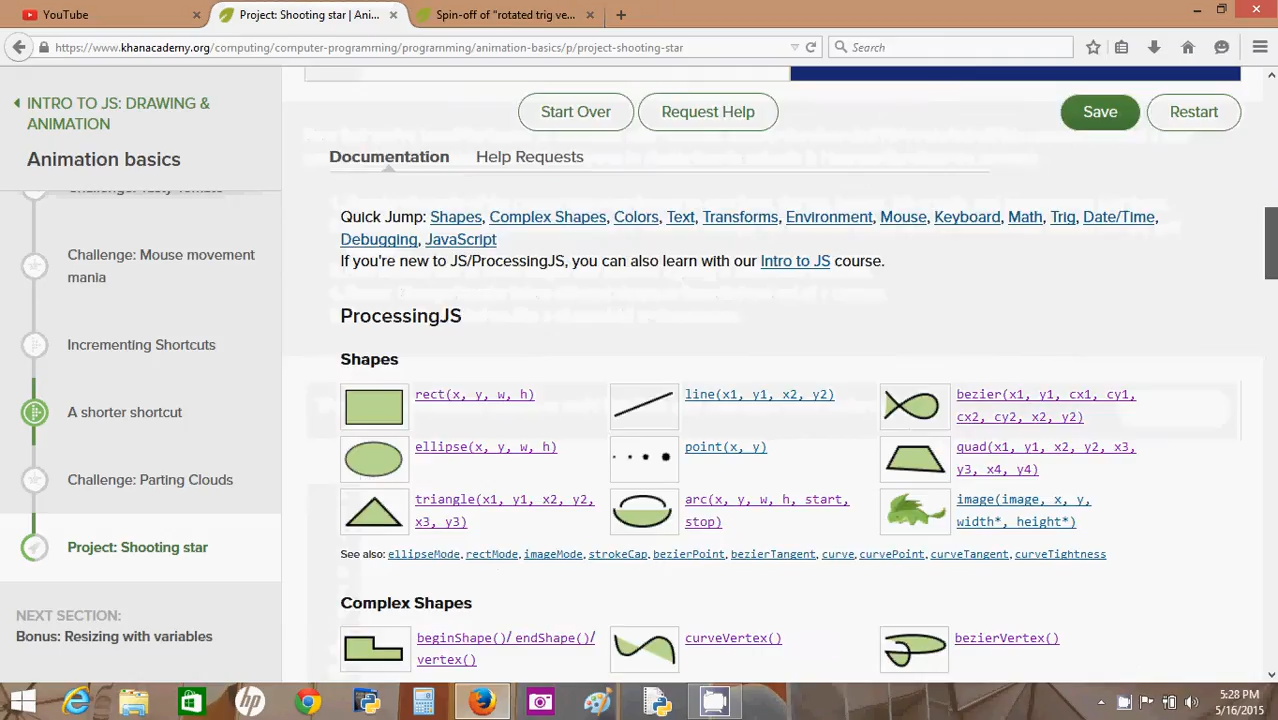 YouTube
Project: Shooting star | Ani...
Spin-off of "rotated trig ve...
https://www.khanacademy.org/computing/computer-programming/programming/animation-basics/p/project-shooting-star
Search
INTRO TO JS: DRAWING &
ANIMATION
Animation basics
Challenge: Mouse movement
mania
Incrementing Shortcuts
A shorter shortcut
Challenge: Parting Clouds
Project: Shooting star
NEXT SECTION:
Bonus: Resizing with variables
Start Over
Request Help
Save
Restart
Documentation
Help Requests
Quick Jump: Shapes, Complex Shapes, Colors, Text, Transforms, Environment, Mouse, Keyboard, Math, Trig, Date/Time,
Debugging, JavaScript
If you're new to JS/ProcessingJS, you can also learn with our Intro to JS course.
ProcessingJS
Shapes
rect(x, y, w, h)
line(x1, y1, x2, y2)
bezier(x1, y1, cx1, cy1,
cx2, cy2, x2, y2)
ellipse(x, y, w, h)
point(x, y)
quad(x1, y1, x2, y2, x3,
y3, x4, y4)
triangle(x1, y1, x2, y2,
x3, y3)
arc(x, y, w, h, start,
stop)
image(image, x, y,
width*, height*)
See also: ellipseMode, rectMode, imageMode, strokeCap, bezierPoint, bezierTangent, curve, curvePoint, curveTangent, curveTightness
Complex Shapes
beginShape()/ endShape()/
vertex()
curveVertex()
bezierVertex()
5:28 PM
5/16/2015